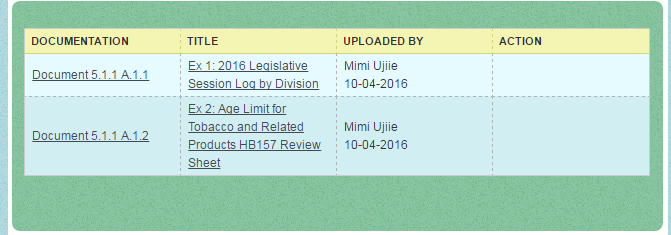 DOCUMENTATION TITLE UPLOADED BY ACTION
Document 5.1.1 A.1.1
Ex 1: 2016 Legislative
Session Log by Division
Mimi Ujiie
10-04-2016
Document 5.1.1 A.1.2
Ex 2: Age Limit for
Tobacco and Related
Products HB157 Review
Sheet
Mimi Ujiie
10-04-2016